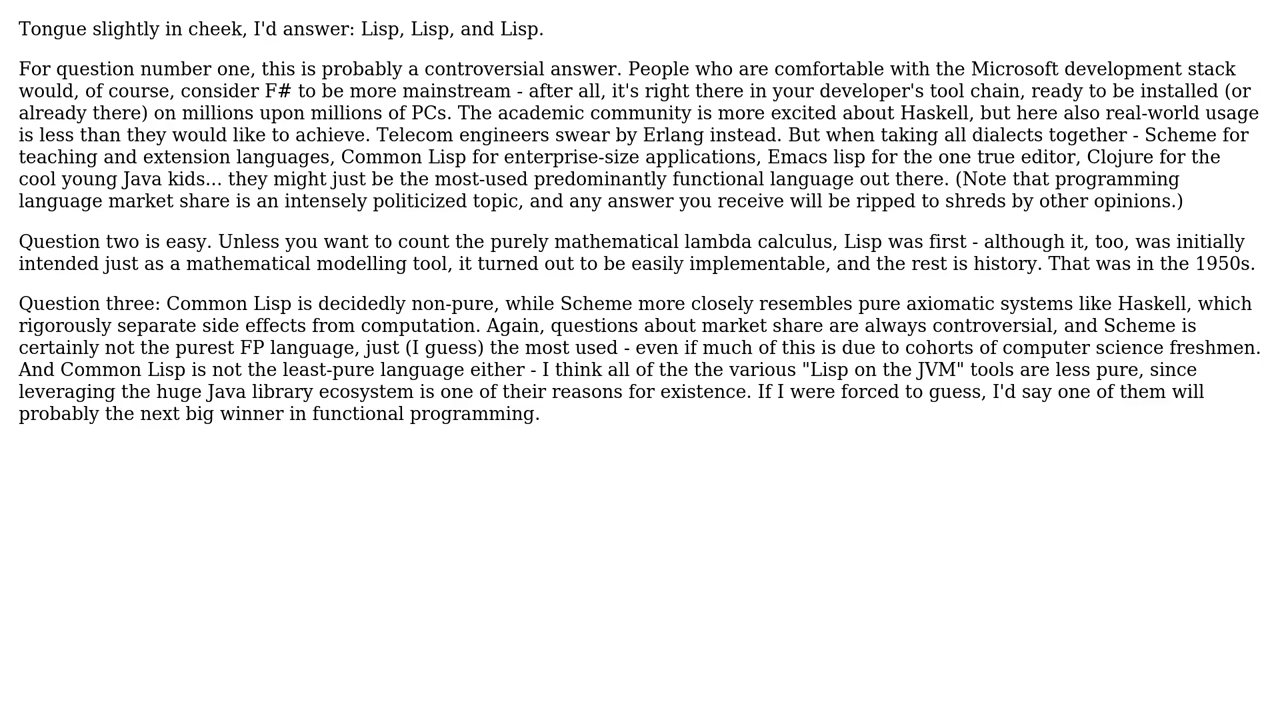 Tongue slightly in cheek, I'd answer: Lisp, Lisp, and Lisp.
For question number one, this is probably a controversial answer. People who are comfortable with the Microsoft development stack
would, of course, consider F# to be more mainstream - after all, it's right there in your developer's tool chain, ready to be installed (or
already there) on millions upon millions of PCs. The academic community is more excited about Haskell, but here also real-world usage
is less than they would like to achieve. Telecom engineers swear by Erlang instead. But when taking all dialects together - Scheme for
teaching and extension languages, Common Lisp for enterprise-size applications, Emacs lisp for the one true editor, Clojure for the
cool young Java kids... they might just be the most-used predominantly functional language out there. (Note that programming
language market share is an intensely politicized topic, and any answer you receive will be ripped to shreds by other opinions.)
Question two is easy. Unless you want to count the purely mathematical lambda calculus, Lisp was first - although it, too, was initially
intended just as a mathematical modelling tool, it turned out to be easily implementable, and the rest is history. That was in the 1950s.
Question three: Common Lisp is decidedly non-pure, while Scheme more closely resembles pure axiomatic systems like Haskell, which
rigorously separate side effects from computation. Again, questions about market share are always controversial, and Scheme is
certainly not the purest FP language, just (I guess) the most used - even if much of this is due to cohorts of computer science freshmen.
And Common Lisp is not the least-pure language either - I think all of the the various "Lisp on the JVM" tools are less pure, since
leveraging the huge Java library ecosystem is one of their reasons for existence. If I were forced to guess, I'd say one of them will
probably the next big winner in functional programming.